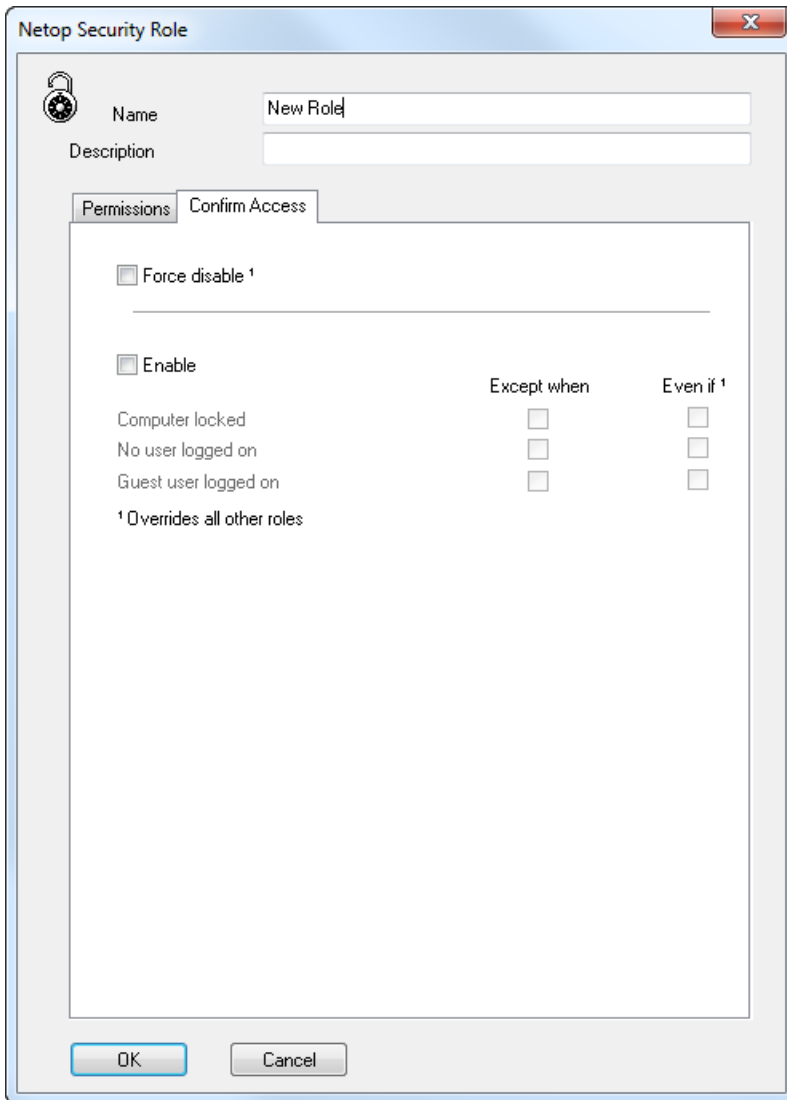 Netop Security Role
Name New Role
Description
Permissions Confirm Access
Force disable ¹
Enable
Except when Even if ¹
Computer locked
No user logged on
Guest user logged on
¹ Overrides all other roles
OK Cancel